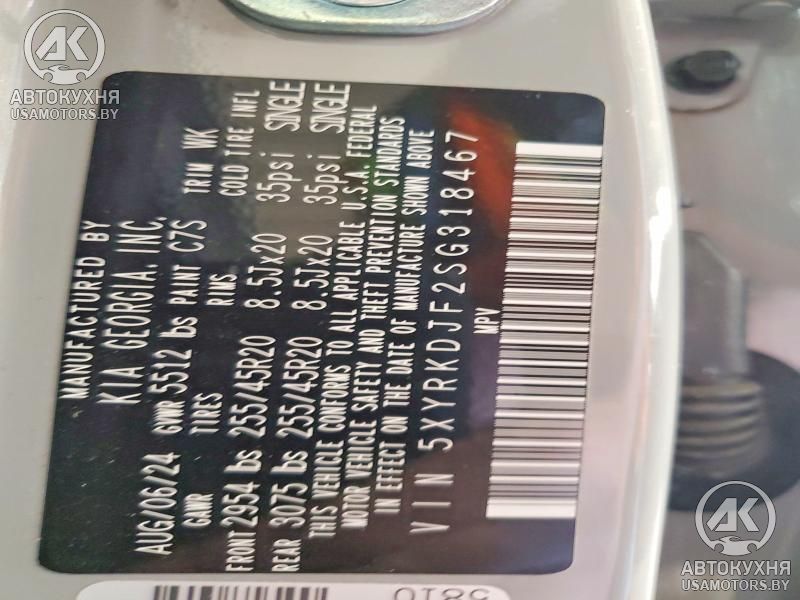 MANUFACTURED BY
KIA GEORGIA, INC.
AUG/06/24 GVWR 5512 lbs PAINT C7S TRIM WK
GAWR TIRES RIMS COLD TIRE INFL
FRONT 2954 lbs 255/45R20 8.5Jx20 35psi SINGLE
REAR 3075 lbs 255/45R20 8.5Jx20 35psi SINGLE
THIS VEHICLE CONFORMS TO ALL APPLICABLE U.S.A. FEDERAL
MOTOR VEHICLE SAFETY AND THEFT PREVENTION STANDARDS
IN EFFECT ON THE DATE OF MANUFACTURE SHOWN ABOVE
VIN 5XYRKDJF2SG318467
MPV
5810
АК
АВТОКУХНЯ
USAMOTORS.BY
АК
АВТОКУХНЯ
USAMOTORS.BY